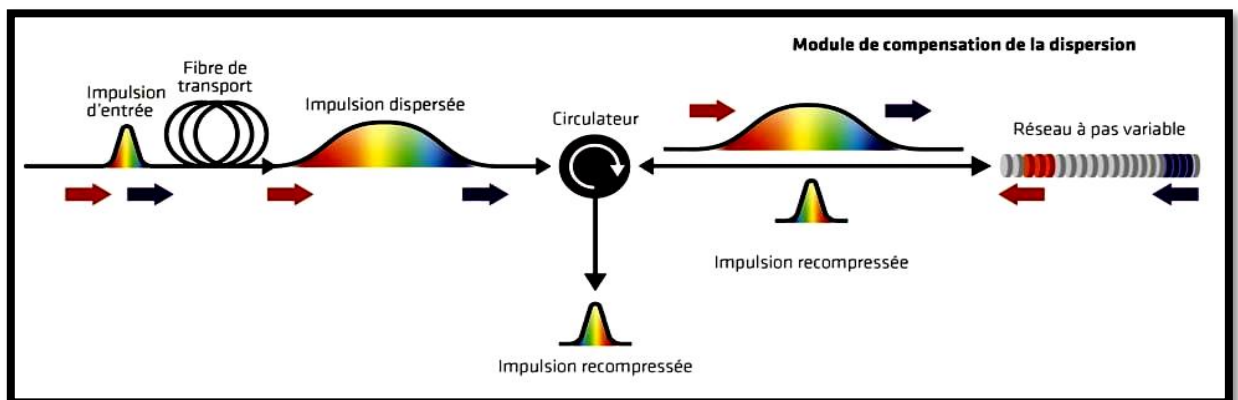 Module de compensation de la dispersion
Fibre de
transport
Impulsion
d'entrée
Impulsion dispersée
Circulateur
Réseau à pas variable
Impulsion recompressée
Impulsion recompressée